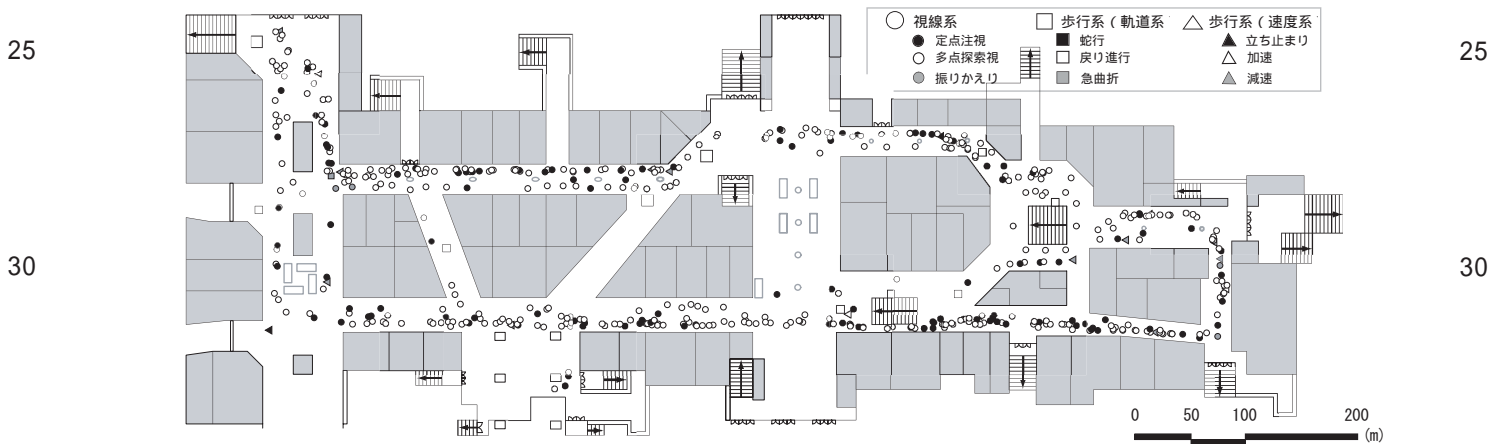 25
25
視線系
歩行系(軌道系
歩行系(速度系
定点注視
蛇行
立ち止まり
多点探索視
戻り進行
加速
振りかえり
急曲折
減速
30
30
0 50 100 200
(m)